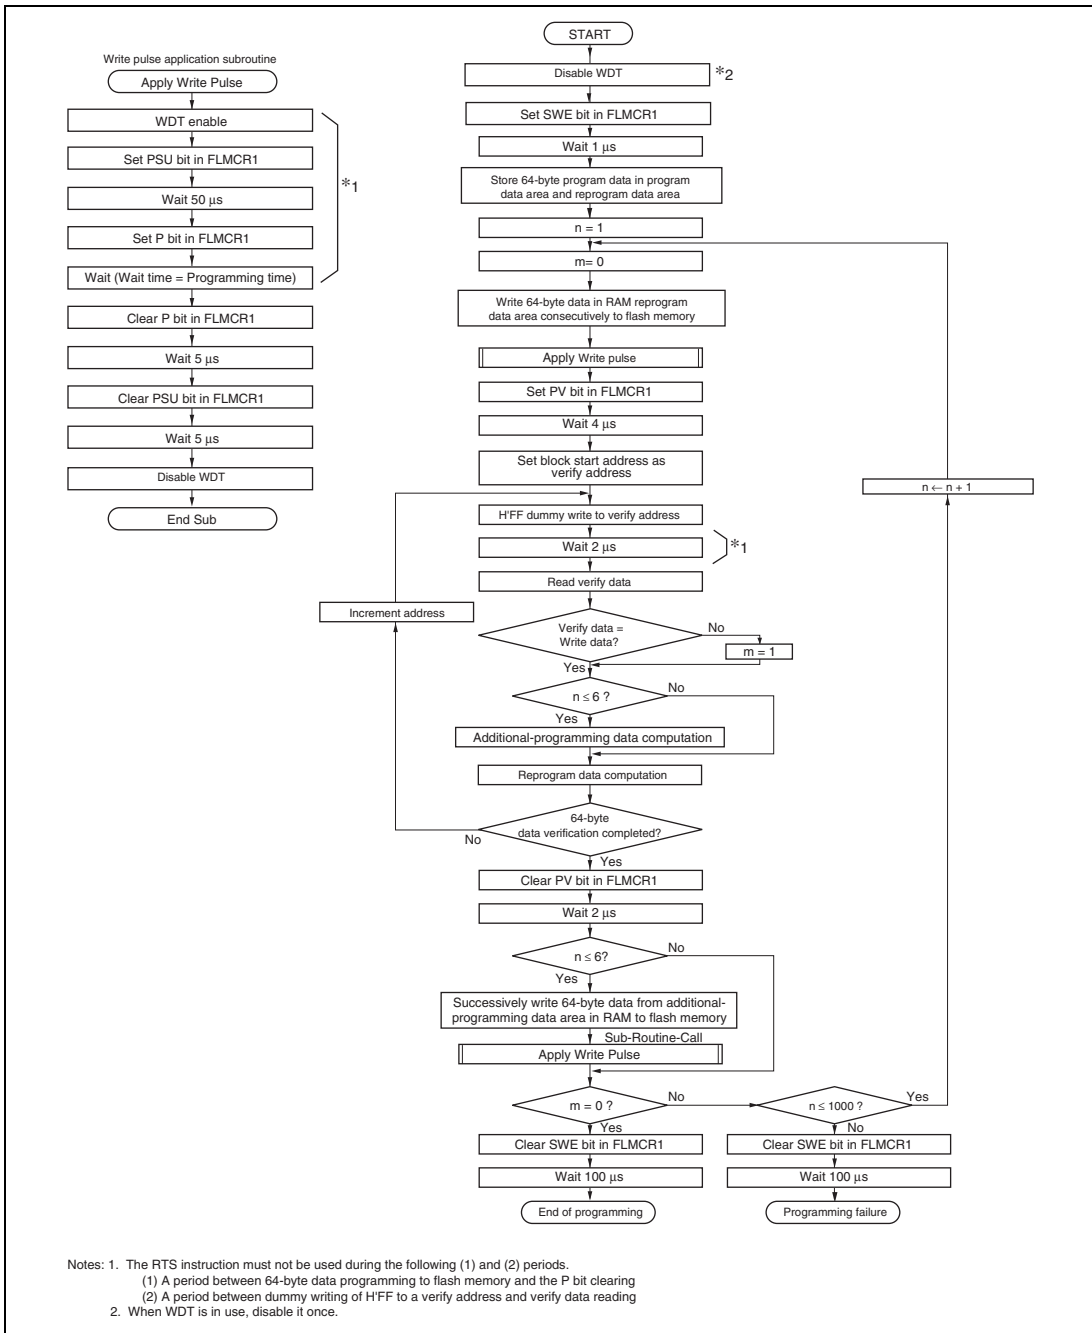 Write pulse application subroutine
Apply Write Pulse
WDT enable
Set PSU bit in FLMCR1
Wait 50 μs
Set P bit in FLMCR1
Wait (Wait time = Programming time)
Clear P bit in FLMCR1
Wait 5 μs
Clear PSU bit in FLMCR1
Wait 5 μs
Disable WDT
End Sub
*1
START
Disable WDT
*2
Set SWE bit in FLMCR1
Wait 1 μs
Store 64-byte program data in program
data area and reprogram data area
n = 1
m= 0
Write 64-byte data in RAM reprogram
data area consecutively to flash memory
Apply Write pulse
Set PV bit in FLMCR1
Wait 4 μs
Set block start address as
verify address
n ← n + 1
H'FF dummy write to verify address
Wait 2 μs
*1
Read verify data
Increment address
Verify data =
Write data?
No
m = 1
Yes
n ≤ 6 ?
No
Yes
Additional-programming data computation
Reprogram data computation
64-byte
data verification completed?
No
Yes
Clear PV bit in FLMCR1
Wait 2 μs
n ≤ 6?
No
Yes
Successively write 64-byte data from additional-
programming data area in RAM to flash memory
Sub-Routine-Call
Apply Write Pulse
m = 0 ?
No
n ≤ 1000 ?
Yes
Yes
No
Clear SWE bit in FLMCR1
Clear SWE bit in FLMCR1
Wait 100 μs
Wait 100 μs
End of programming
Programming failure
Notes: 1. The RTS instruction must not be used during the following (1) and (2) periods.
(1) A period between 64-byte data programming to flash memory and the P bit clearing
(2) A period between dummy writing of H'FF to a verify address and verify data reading
2. When WDT is in use, disable it once.